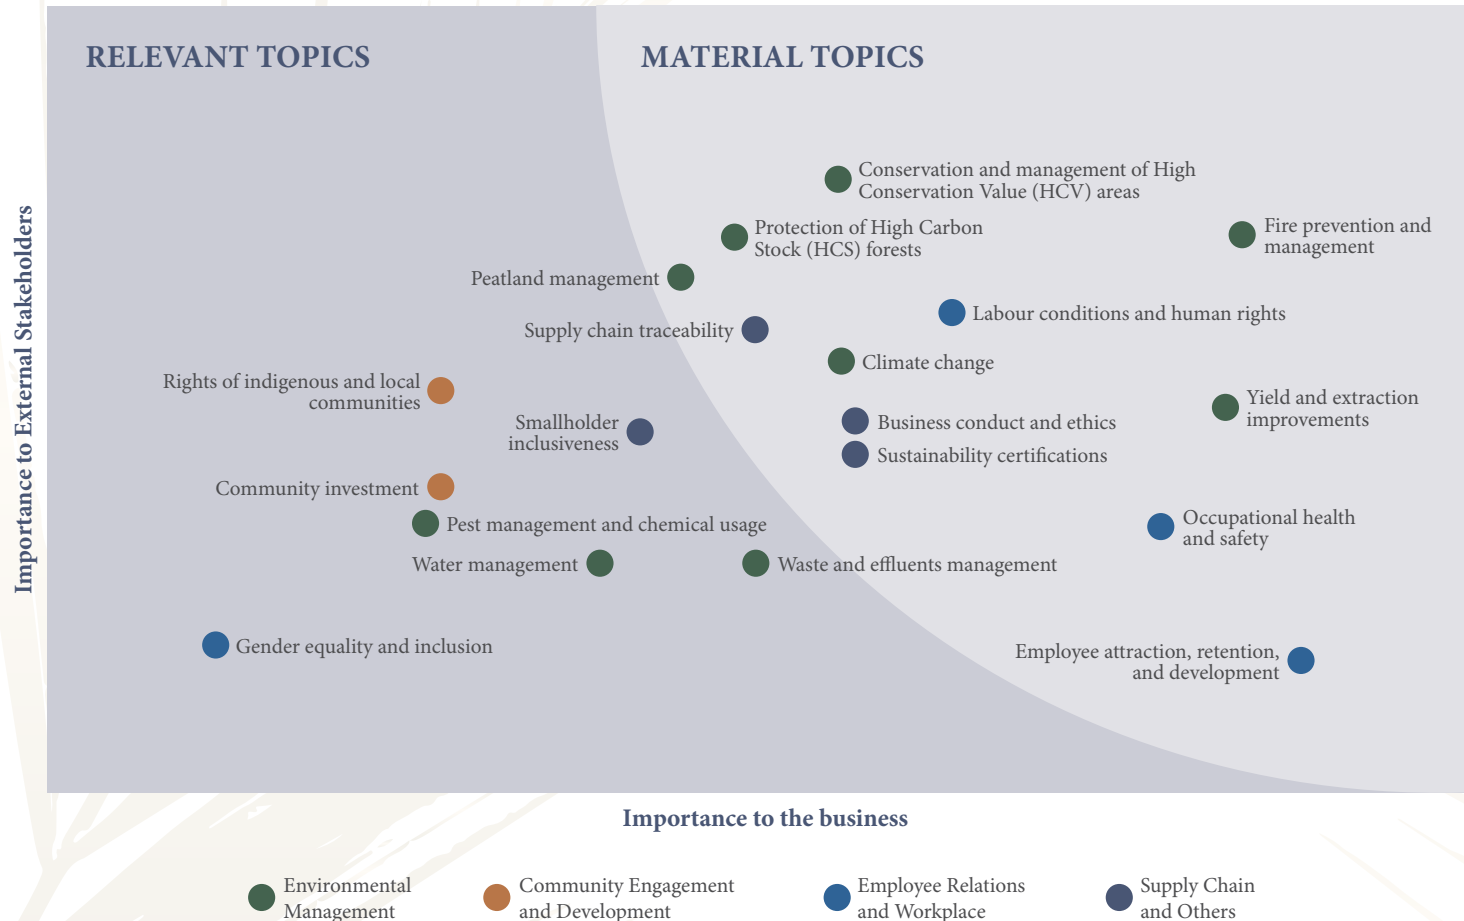 RELEVANT TOPICS
MATERIAL TOPICS
Conservation and management of High
Conservation Value (HCV) areas
Protection of High Carbon
Stock (HCS) forests
Fire prevention and
management
Peatland management
Labour conditions and human rights
Supply chain traceability
Climate change
Rights of indigenous and local
communities
Yield and extraction
improvements
Smallholder
inclusiveness
Business conduct and ethics
Sustainability certifications
Community investment
Pest management and chemical usage
Occupational health
and safety
Water management
Waste and effluents management
Gender equality and inclusion
Employee attraction, retention,
and development
Importance to External Stakeholders
Importance to the business
Environmental
Management
Community Engagement
and Development
Employee Relations
and Workplace
Supply Chain
and Others